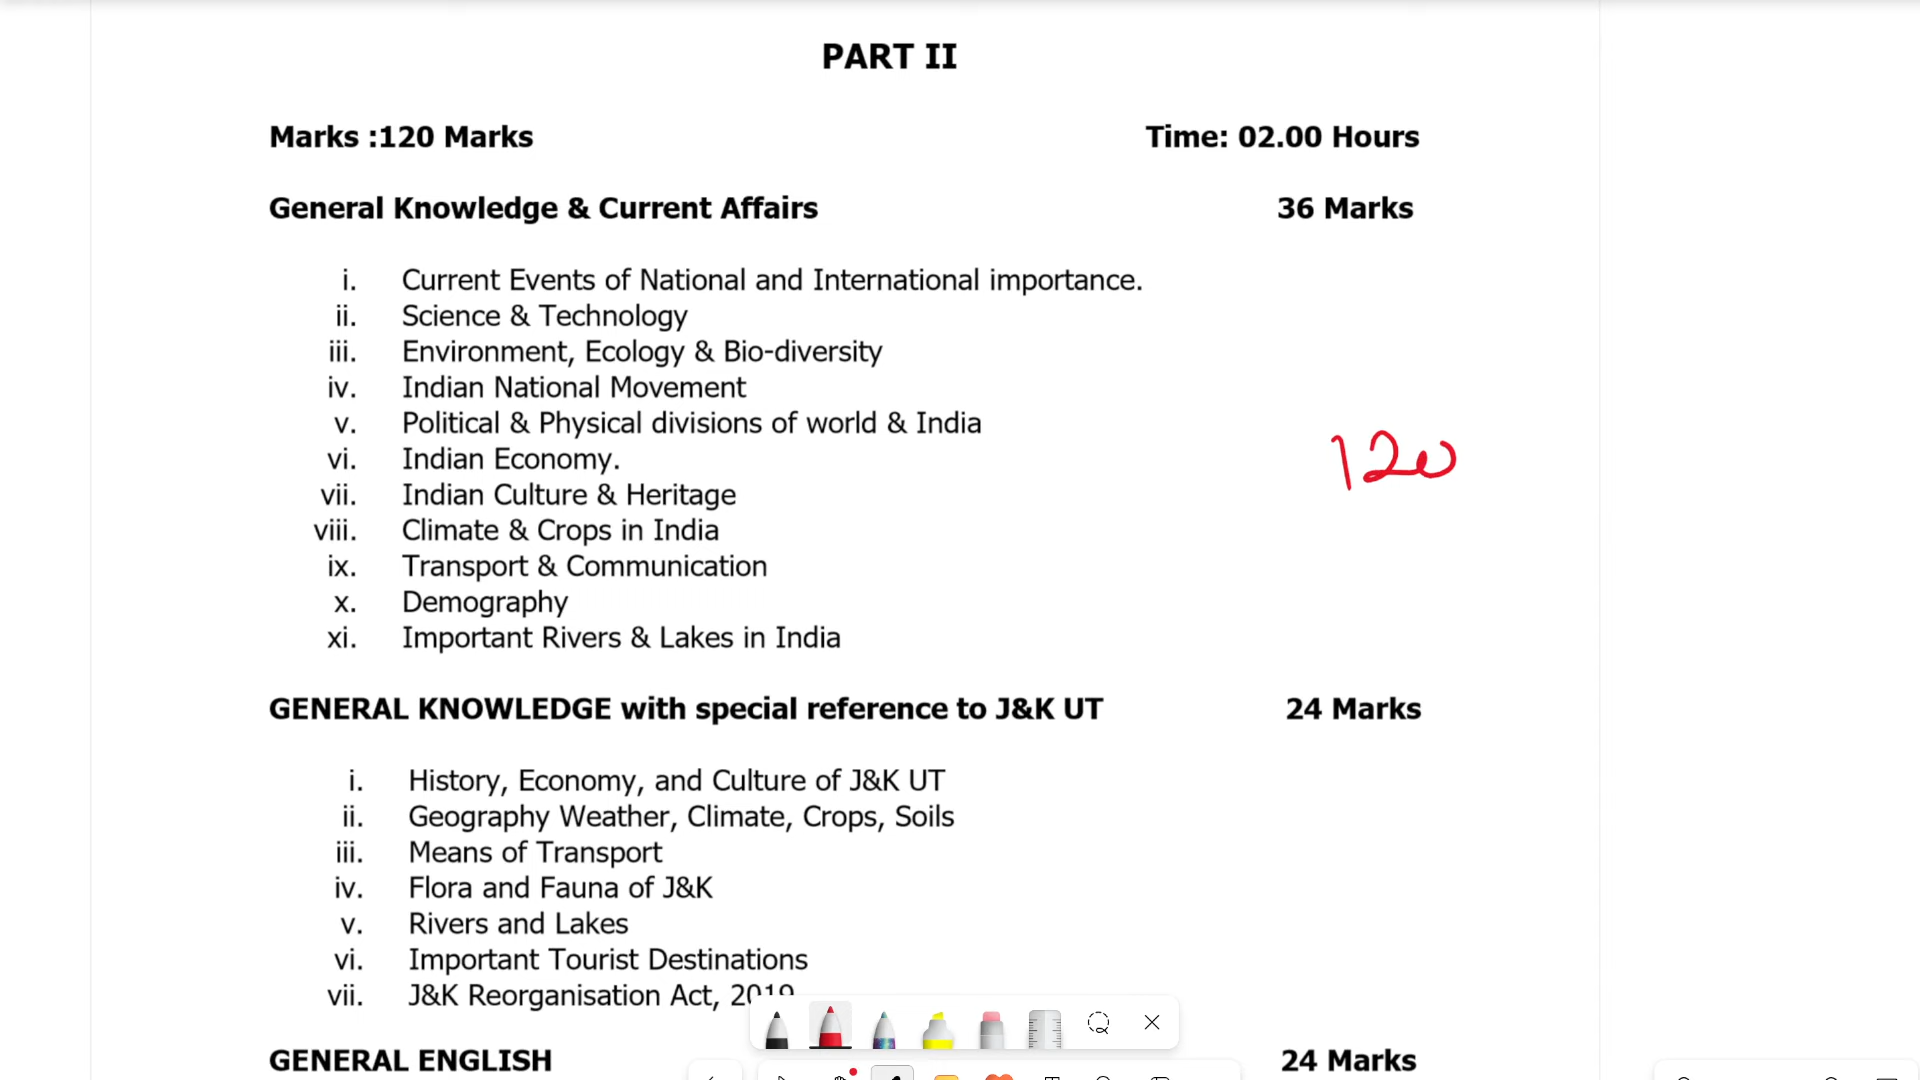 PART II
Marks :120 Marks Time: 02.00 Hours
General Knowledge & Current Affairs 36 Marks
i. Current Events of National and International importance.
ii. Science & Technology
iii. Environment, Ecology & Bio-diversity
iv. Indian National Movement
v. Political & Physical divisions of world & India
120
vi. Indian Economy.
vii. Indian Culture & Heritage
viii. Climate & Crops in India
ix. Transport & Communication
x. Demography
xi. Important Rivers & Lakes in India
GENERAL KNOWLEDGE with special reference to J&K UT 24 Marks
i. History, Economy, and Culture of J&K UT
ii. Geography Weather, Climate, Crops, Soils
iii. Means of Transport
iv. Flora and Fauna of J&K
v. Rivers and Lakes
vi. Important Tourist Destinations
vii. J&K Reorganisation Act, 2019
GENERAL ENGLISH 24 Marks